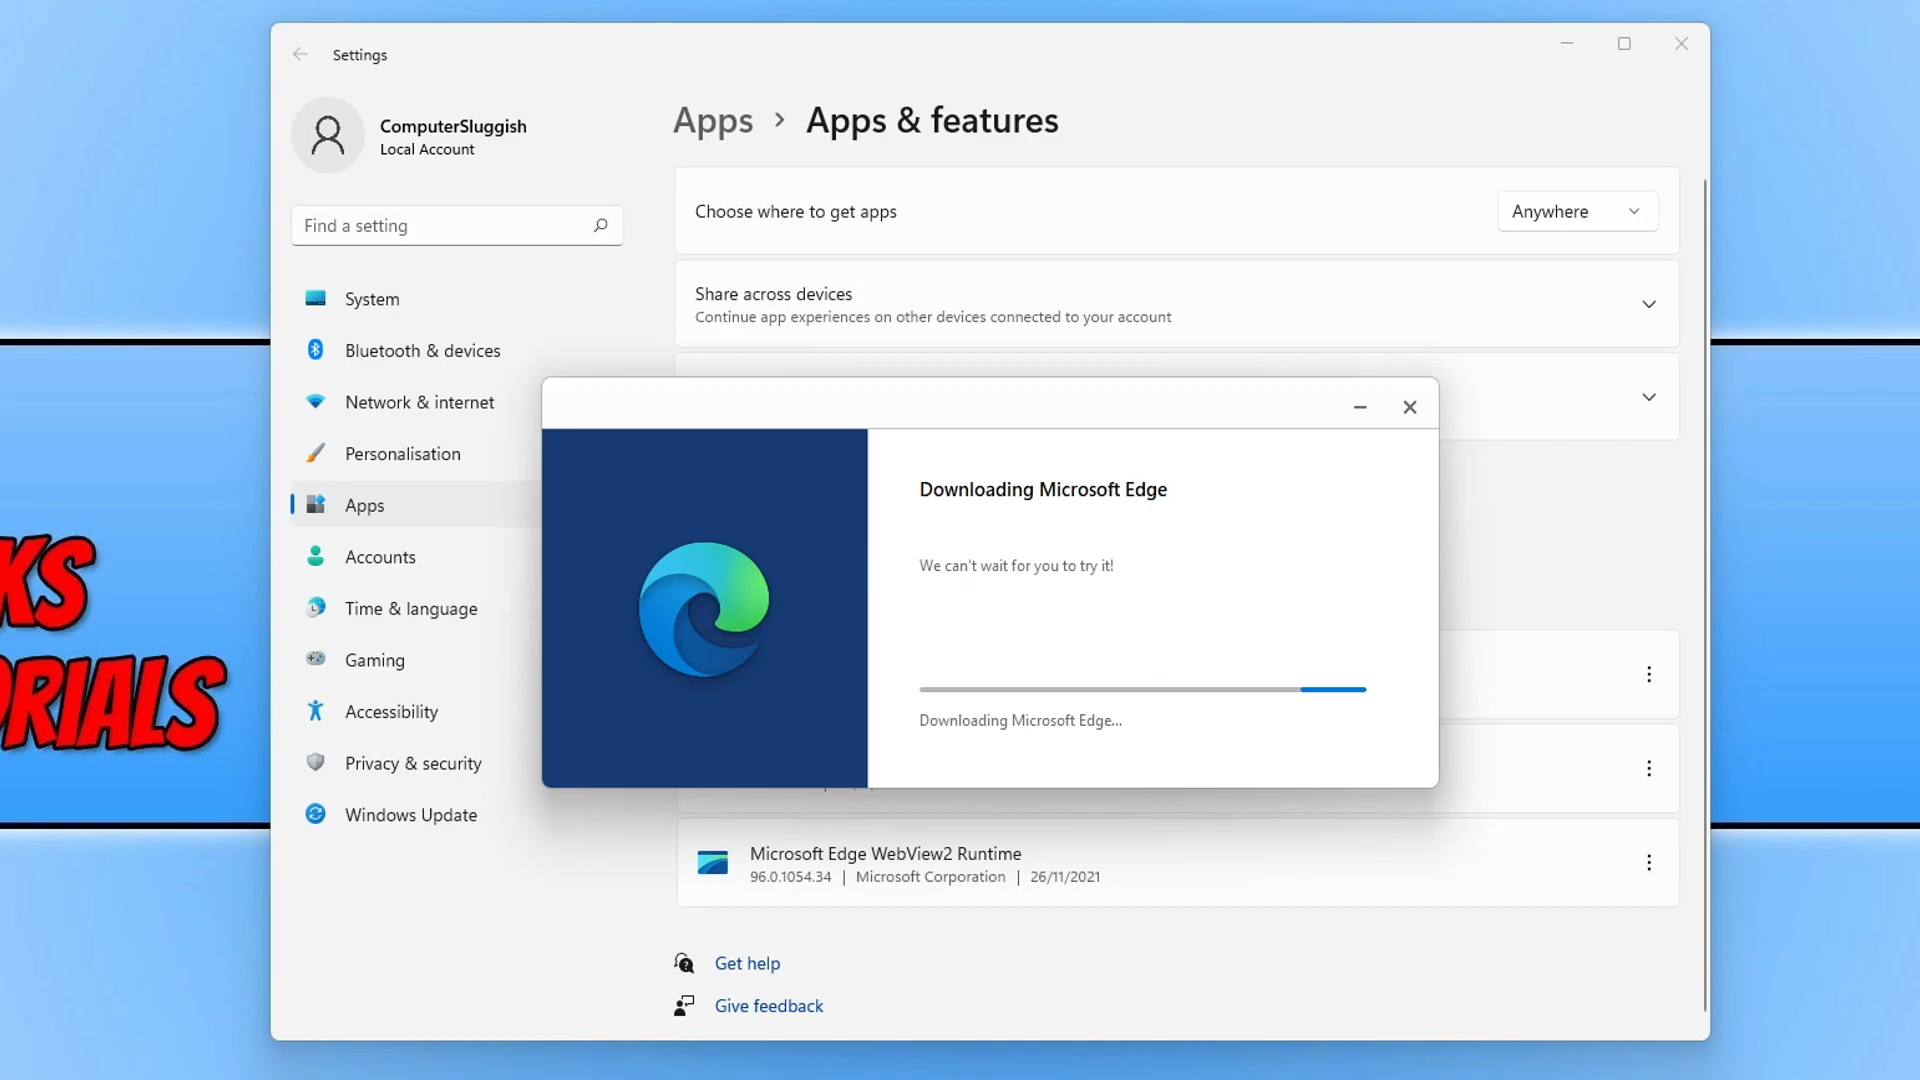 Settings
ComputerSluggish
Local Account
Find a setting
System
Bluetooth & devices
Network & internet
Personalisation
Apps
Accounts
Time & language
Gaming
Accessibility
Privacy & security
Windows Update
Apps > Apps & features
Choose where to get apps
Anywhere
Share across devices
Continue app experiences on other devices connected to your account
Downloading Microsoft Edge
We can't wait for you to try it!
Downloading Microsoft Edge...
Microsoft Edge WebView2 Runtime
96.0.1054.34 | Microsoft Corporation | 26/11/2021
Get help
Give feedback